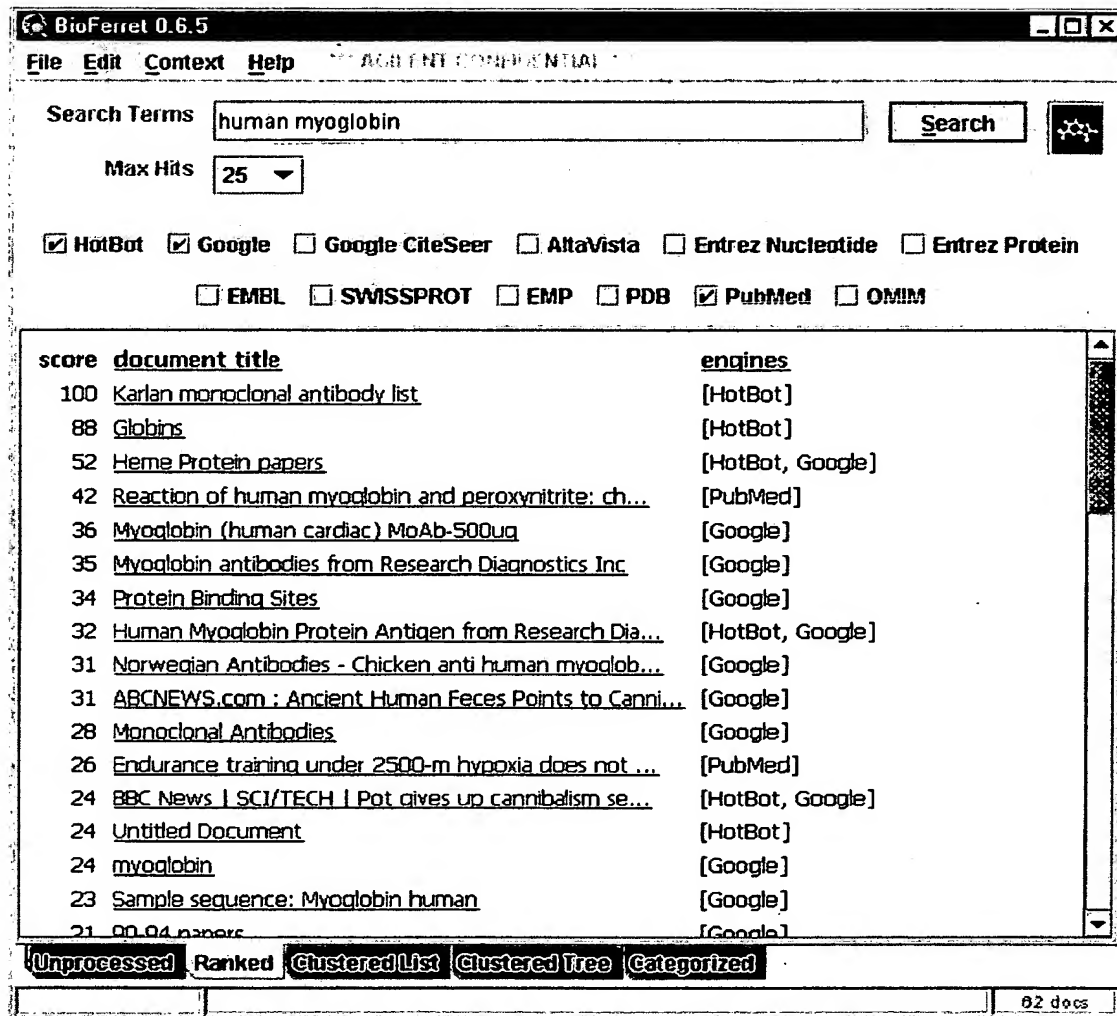 BioFerret 0.6.5
File Edit Context Help *** AGILENT CONFIDENTIAL ***
Search Terms human myoglobin Search
Max Hits 25
HotBot Google Google CiteSeer AltaVista Entrez Nucleotide Entrez Protein
EMBL SWISSPROT EMP PDB PubMed OMIM
score document title engines
100 Karlan monoclonal antibody list [HotBot]
88 Globins [HotBot]
52 Heme Protein papers [HotBot, Google]
42 Reaction of human myoglobin and peroxynitrite: ch... [PubMed]
36 Myoglobin (human cardiac) MoAb-500ug [Google]
35 Myoglobin antibodies from Research Diagnostics Inc [Google]
34 Protein Binding Sites [Google]
32 Human Myoglobin Protein Antigen from Research Dia... [HotBot, Google]
31 Norwegian Antibodies - Chicken anti human myoglob... [Google]
31 ABCNEWS.com : Ancient Human Feces Points to Canni... [Google]
28 Monoclonal Antibodies [Google]
26 Endurance training under 2500-m hypoxia does not ... [PubMed]
24 BBC News | SCI/TECH | Pot gives up cannibalism se... [HotBot, Google]
24 Untitled Document [HotBot]
24 myoglobin [Google]
23 Sample sequence: Myoglobin human [Google]
21 90-94 papers [Google]
Unprocessed Ranked Clustered List Clustered Tree Categorized
62 docs